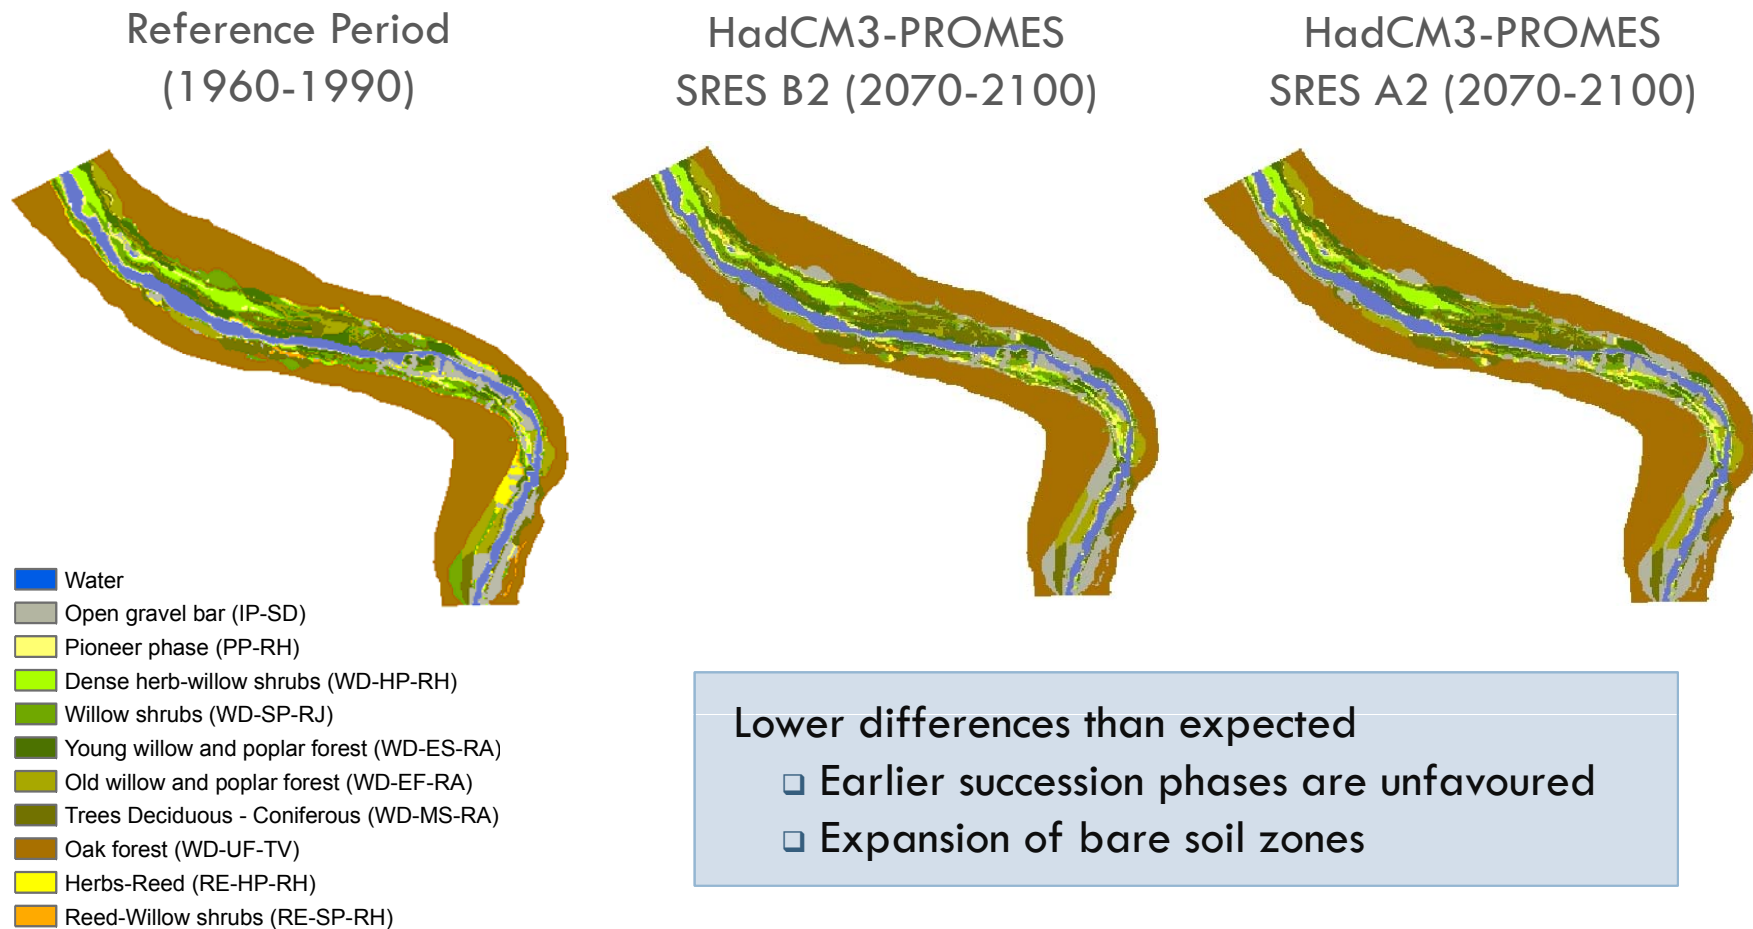 Reference Period
(1960-1990)
HadCM3-PROMES
SRES B2 (2070-2100)
HadCM3-PROMES
SRES A2 (2070-2100)
Water
Open gravel bar (IP-SD)
Pioneer phase (PP-RH)
Dense herb-willow shrubs (WD-HP-RH)
Willow shrubs (WD-SP-RJ)
Young willow and poplar forest (WD-ES-RA)
Old willow and poplar forest (WD-EF-RA)
Trees Deciduous - Coniferous (WD-MS-RA)
Oak forest (WD-UF-TV)
Herbs-Reed (RE-HP-RH)
Reed-Willow shrubs (RE-SP-RH)
Lower differences than expected
Earlier succession phases are unfavoured
Expansion of bare soil zones